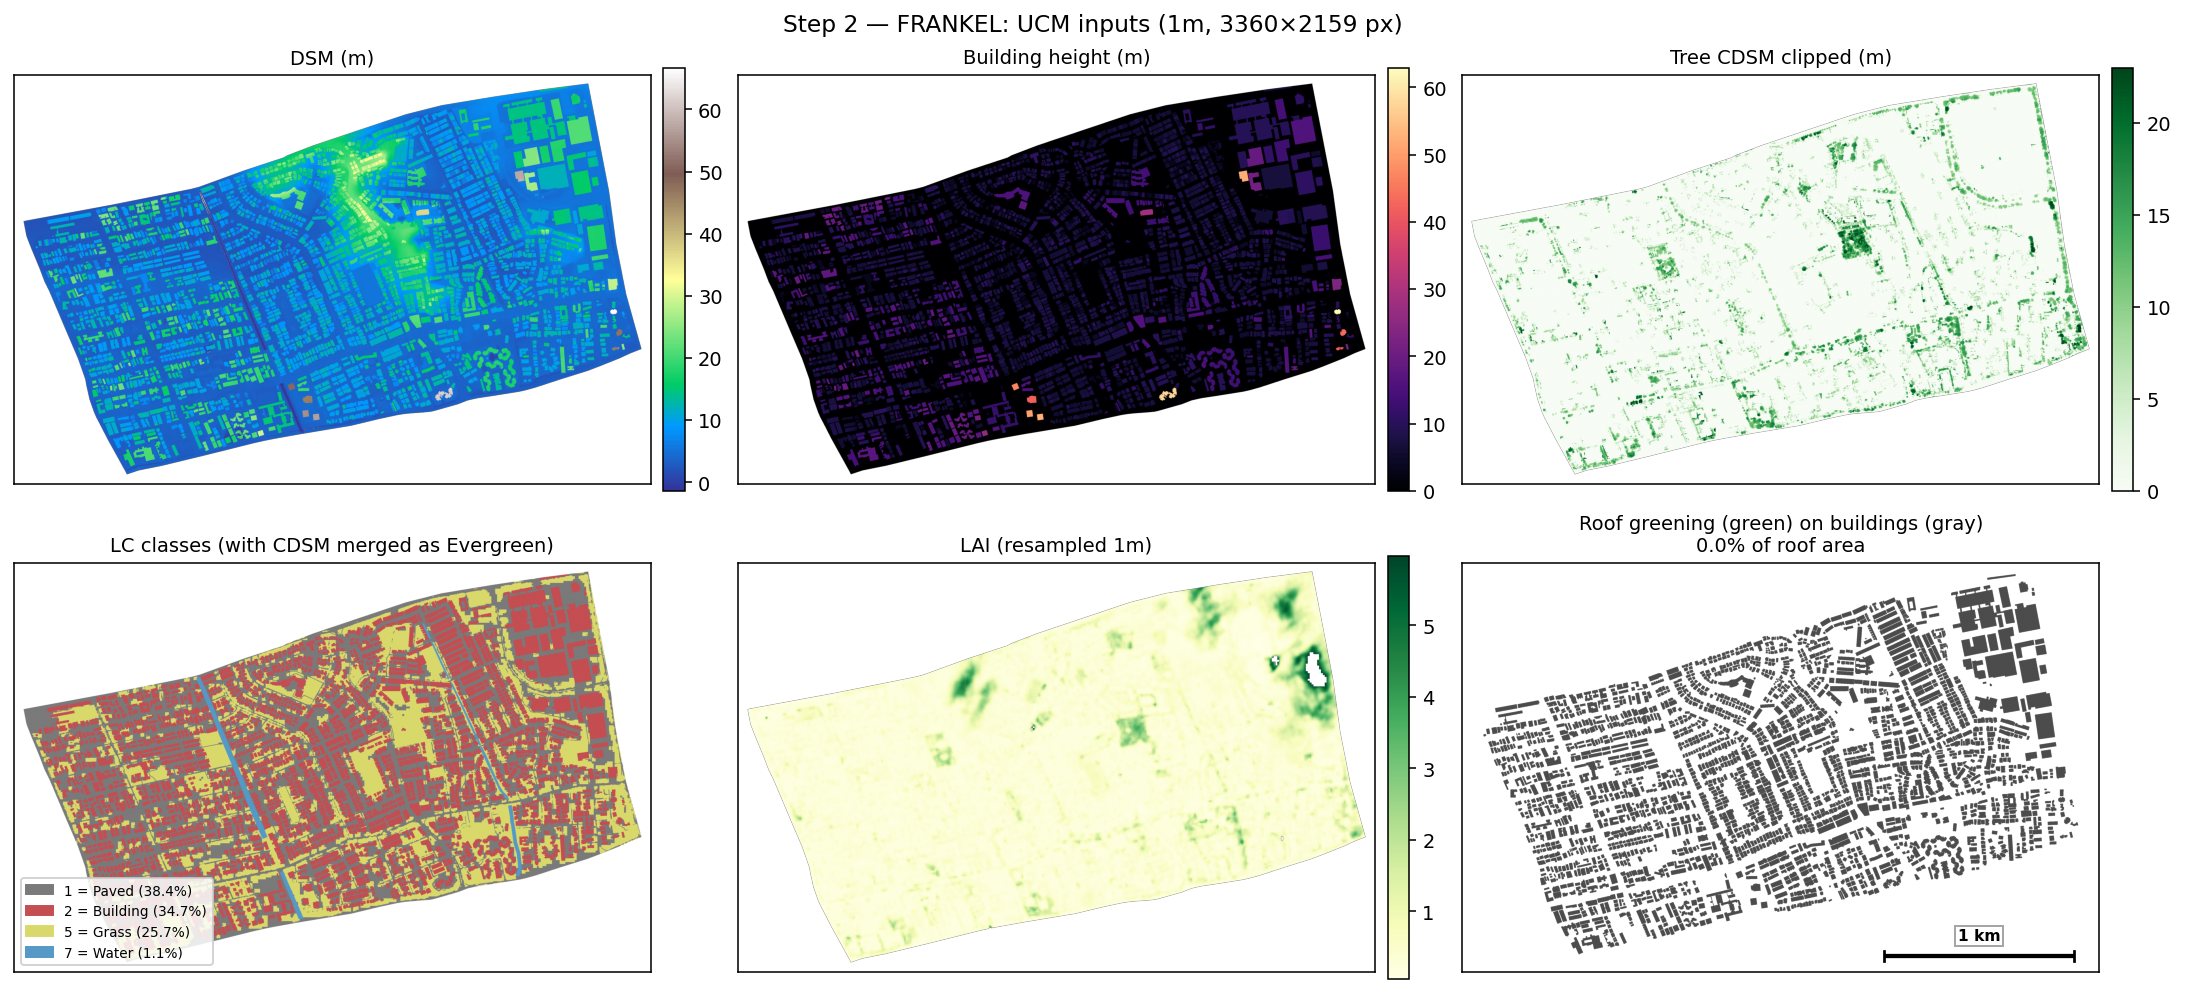 Step 2 — FRANKEL: UCM inputs (1m, 3360×2159 px)
DSM (m)
60
50
40
30
20
10
0
Building height (m)
60
50
40
30
20
10
0
Tree CDSM clipped (m)
20
15
10
5
0
LC classes (with CDSM merged as Evergreen)
1 = Paved (38.4%)
2 = Building (34.7%)
5 = Grass (25.7%)
7 = Water (1.1%)
LAI (resampled 1m)
5
4
3
2
1
Roof greening (green) on buildings (gray)
0.0% of roof area
1 km